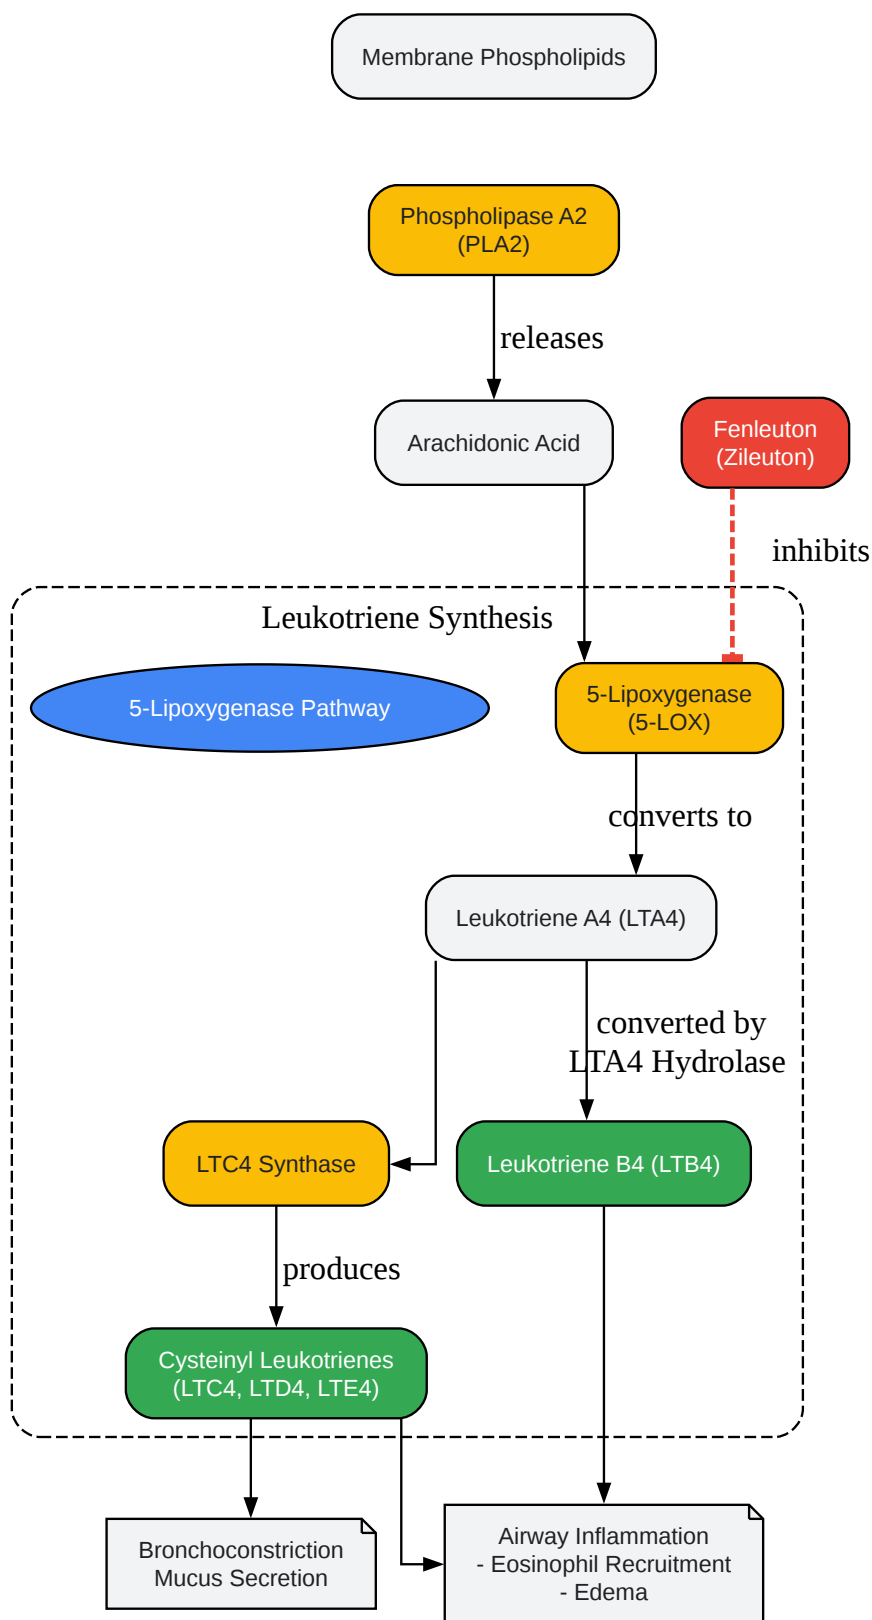 Membrane Phospholipids
Phospholipase A2
(PLA2)
releases
Arachidonic Acid
Fenleuton
(Zileuton)
inhibits
Leukotriene Synthesis
5-Lipoxygenase Pathway
5-Lipoxygenase
(5-LOX)
converts to
Leukotriene A4 (LTA4)
converted by
LTA4 Hydrolase
LTC4 Synthase
Leukotriene B4 (LTB4)
produces
Cysteinyl Leukotrienes
(LTC4, LTD4, LTE4)
Bronchoconstriction
Mucus Secretion
Airway Inflammation
- Eosinophil Recruitment
- Edema